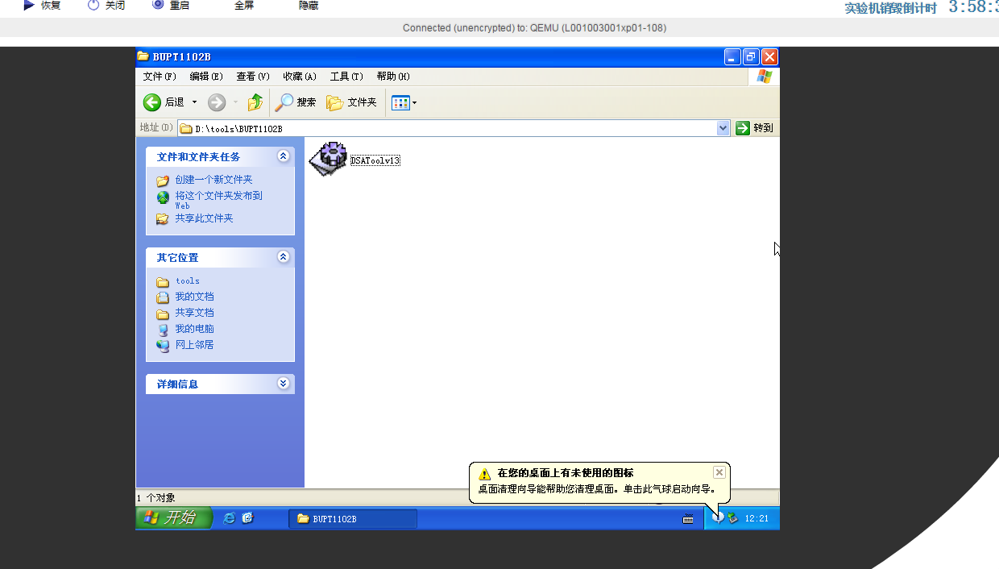 恢复 关闭 重启 全屏 隐藏 实验机销毁倒计时 3:58:3
Connected (unencrypted) to: QEMU (L001003001xp01-108)
BUPT1102B
文件(F) 编辑(E) 查看(V) 收藏(A) 工具(T) 帮助(H)
后退 搜索 文件夹
地址(D) D:\tools\BUPT1102B 转到
文件和文件夹任务
创建一个新文件夹
将这个文件夹发布到
Web
共享此文件夹
其它位置
tools
我的文档
共享文档
我的电脑
网上邻居
详细信息
DSAToolv13
在您的桌面上有未使用的图标
桌面清理向导能帮助您清理桌面。单击此气球启动向导。
1 个对象
开始 BUPT1102B 12:21